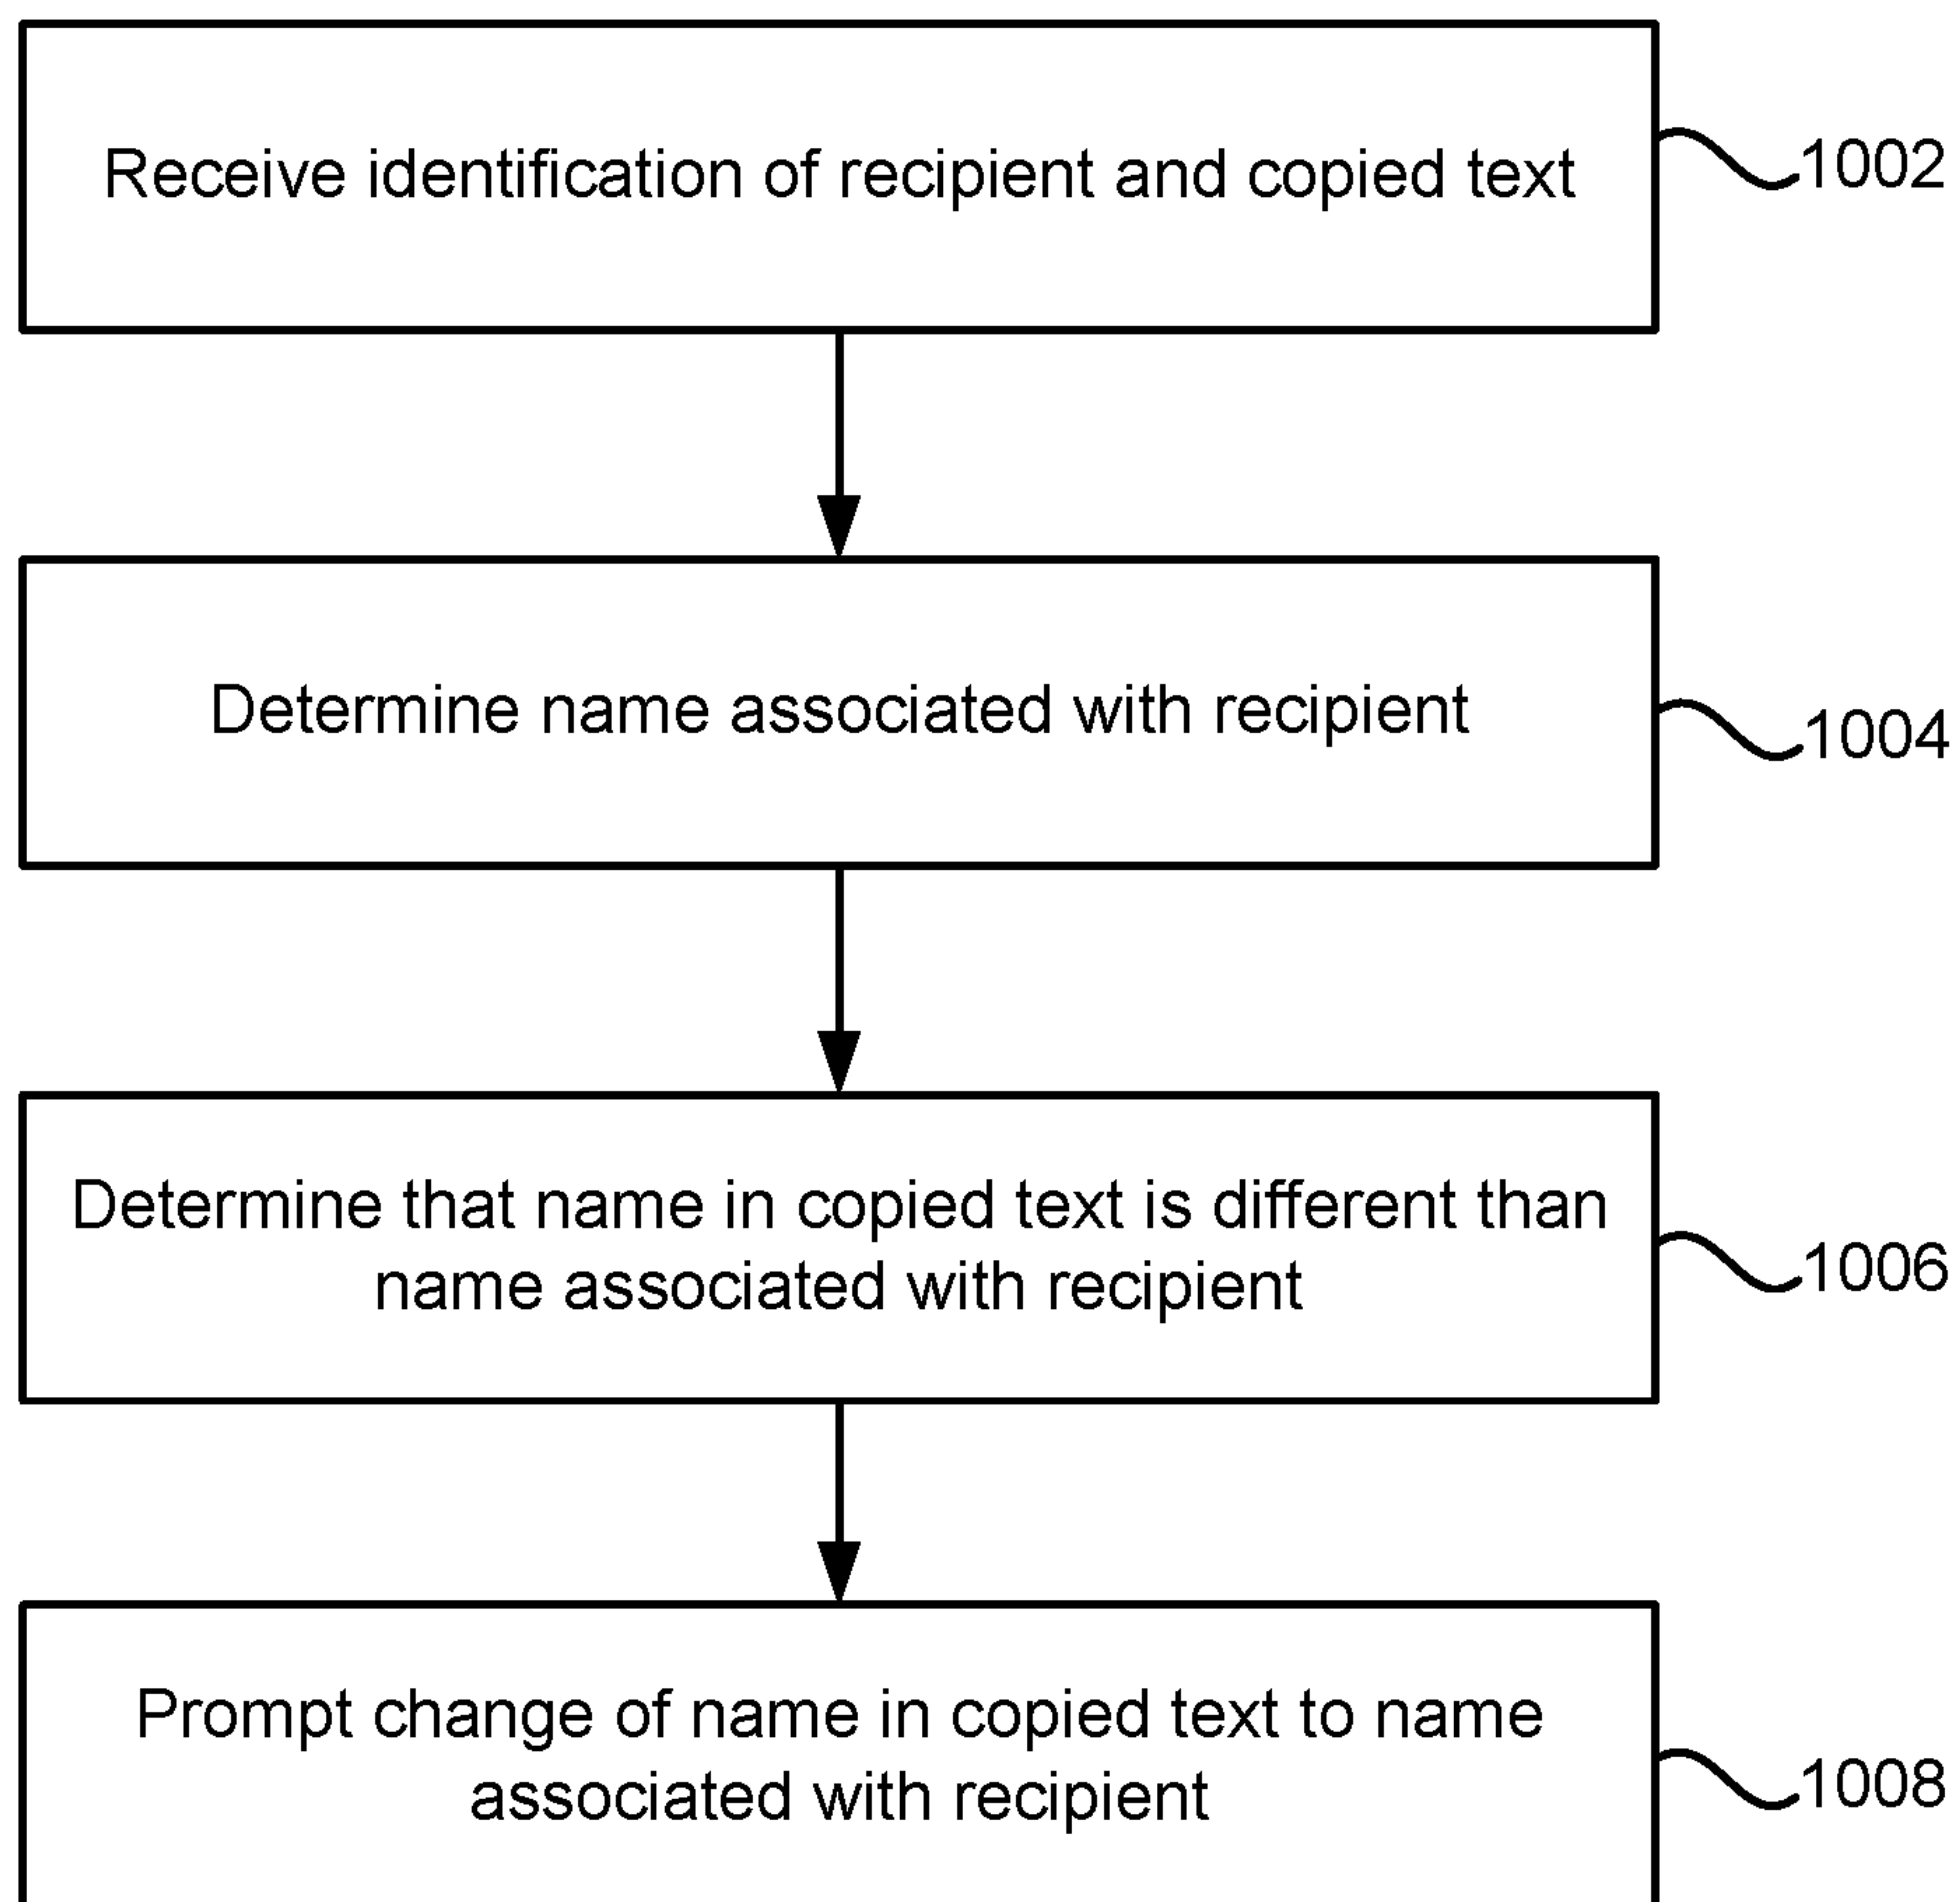 Receive identification of recipient and copied text
1002
Determine name associated with recipient
1004
Determine that name in copied text is different than
name associated with recipient
1006
Prompt change of name in copied text to name
associated with recipient
1008